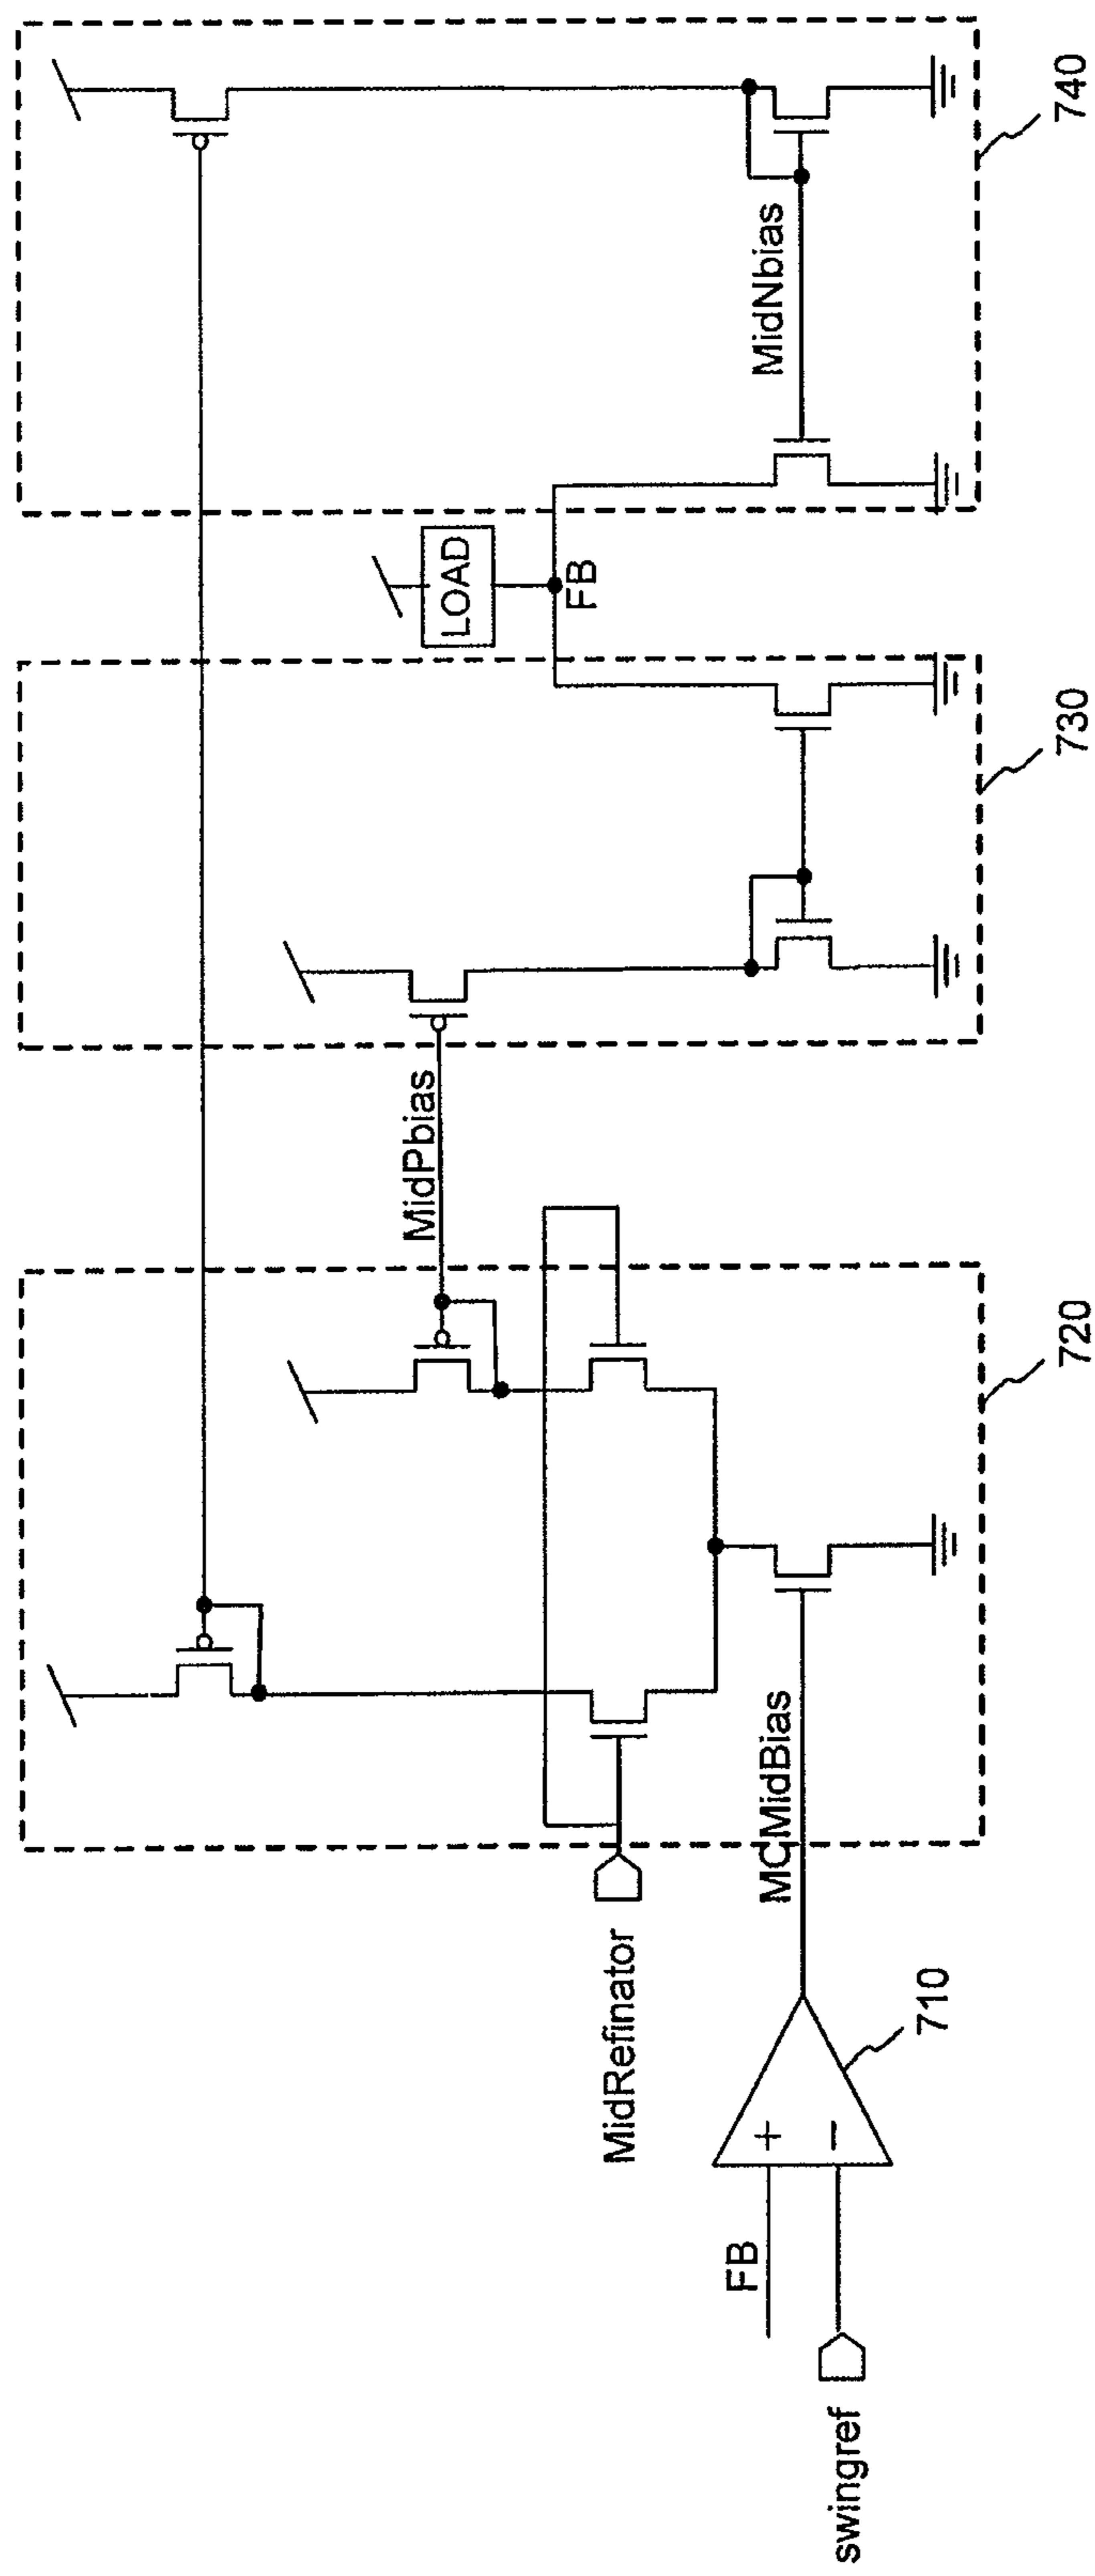 swingref
FB
+
−
710
MidRefinator
MCMidBias
720
MidPbias
730
LOAD
FB
MidNbias
740